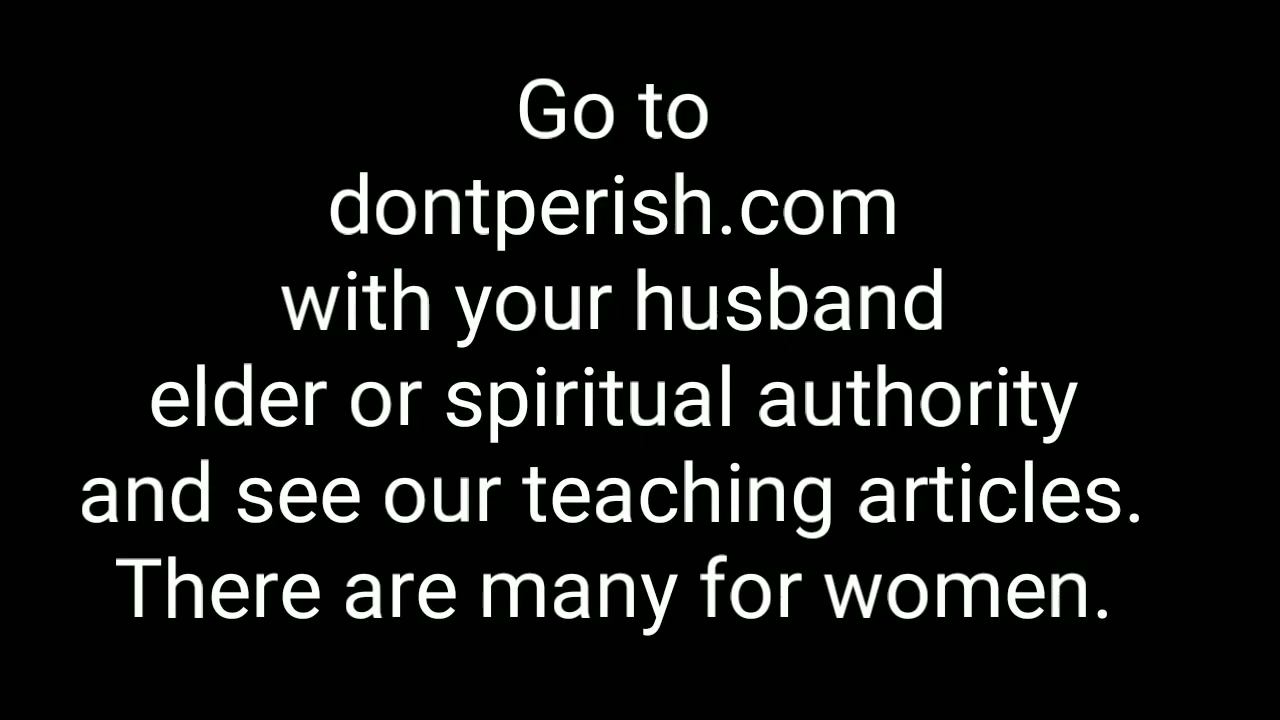 Go to
dontperish.com
with your husband
elder or spiritual authority
and see our teaching articles.
There are many for women.